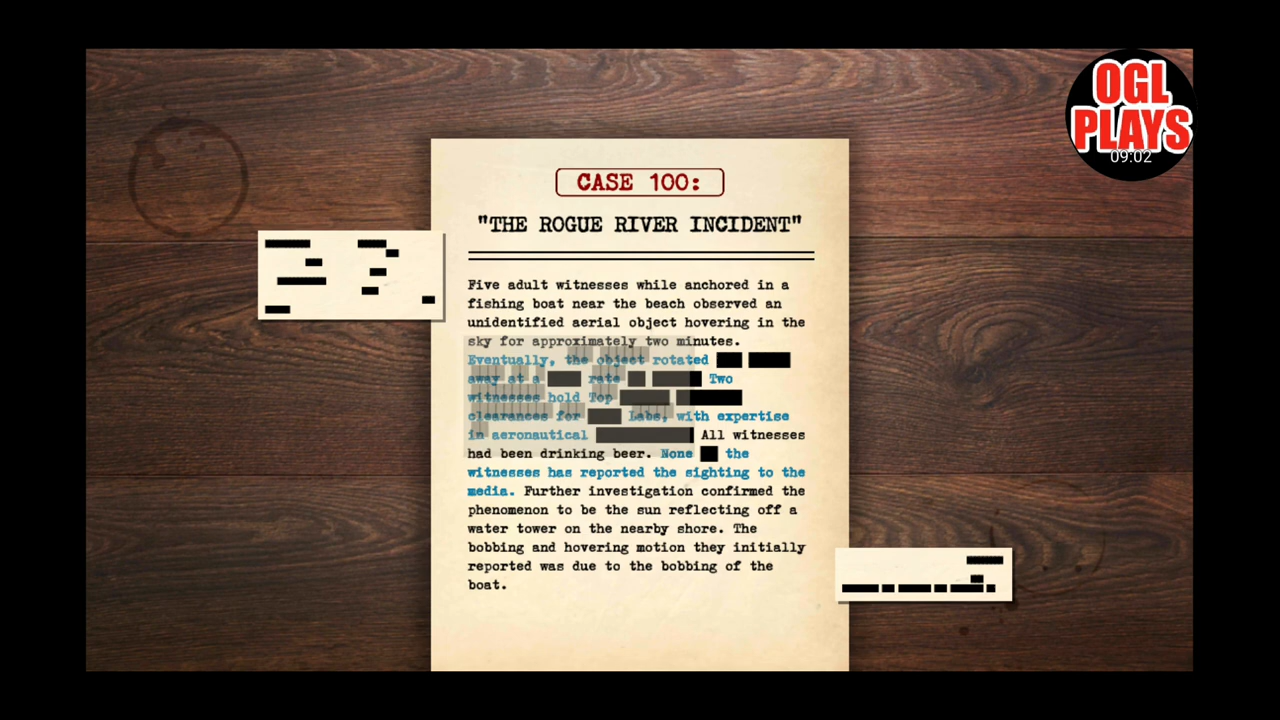 OGL
PLAYS
09:02
CASE 100:
"THE ROGUE RIVER INCIDENT"
Five adult witnesses while anchored in a
fishing boat near the beach observed an
unidentified aerial object hovering in the
sky for approximately two minutes.
Eventually, the object rotated
away at a rate Two
witnesses hold Top
clearances for Labs, with expertise
in aeronautical All witnesses
had been drinking beer. None the
witnesses has reported the sighting to the
media. Further investigation confirmed the
phenomenon to be the sun reflecting off a
water tower on the nearby shore. The
bobbing and hovering motion they initially
reported was due to the bobbing of the
boat.